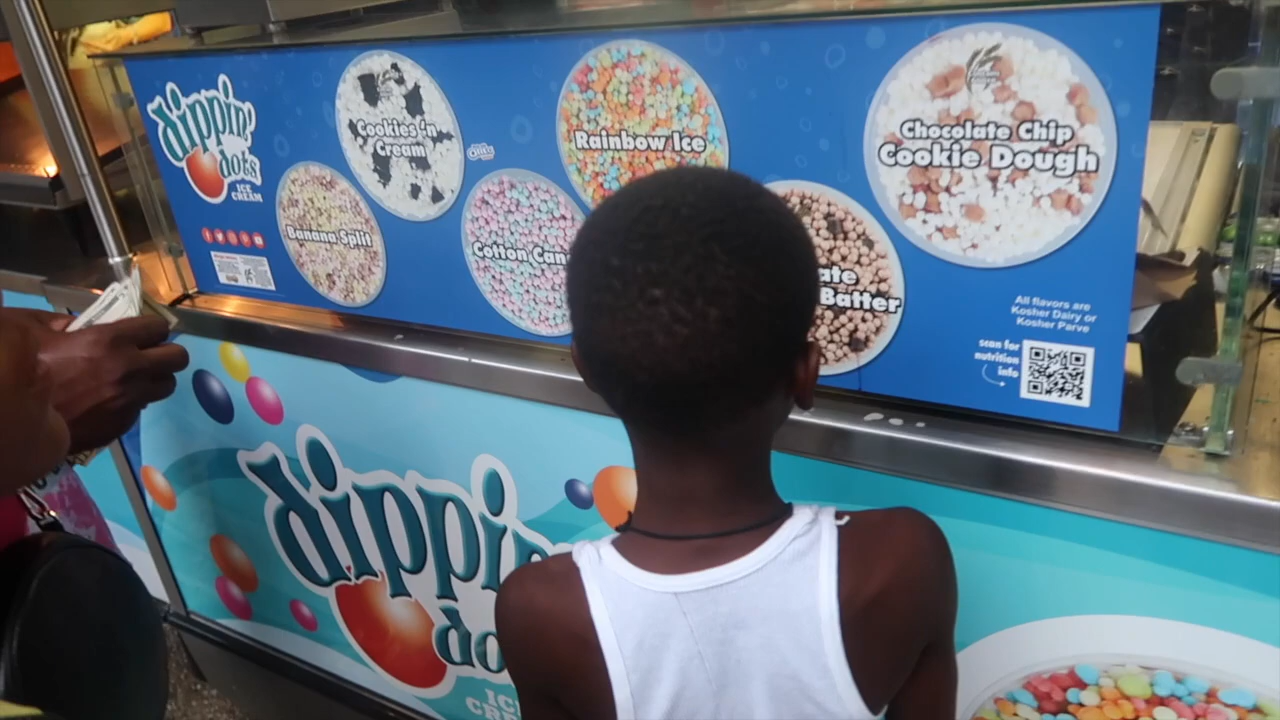 dippin'
dots
ICE
CREAM
Cookies 'n
Cream
Banana Split
Cotton Can
Rainbow Ice
ate
Batter
Chocolate Chip
Cookie Dough
All flavors are
Kosher Dairy or
Kosher Parve
scan for
nutrition
info
dippin
do
IC
CRE